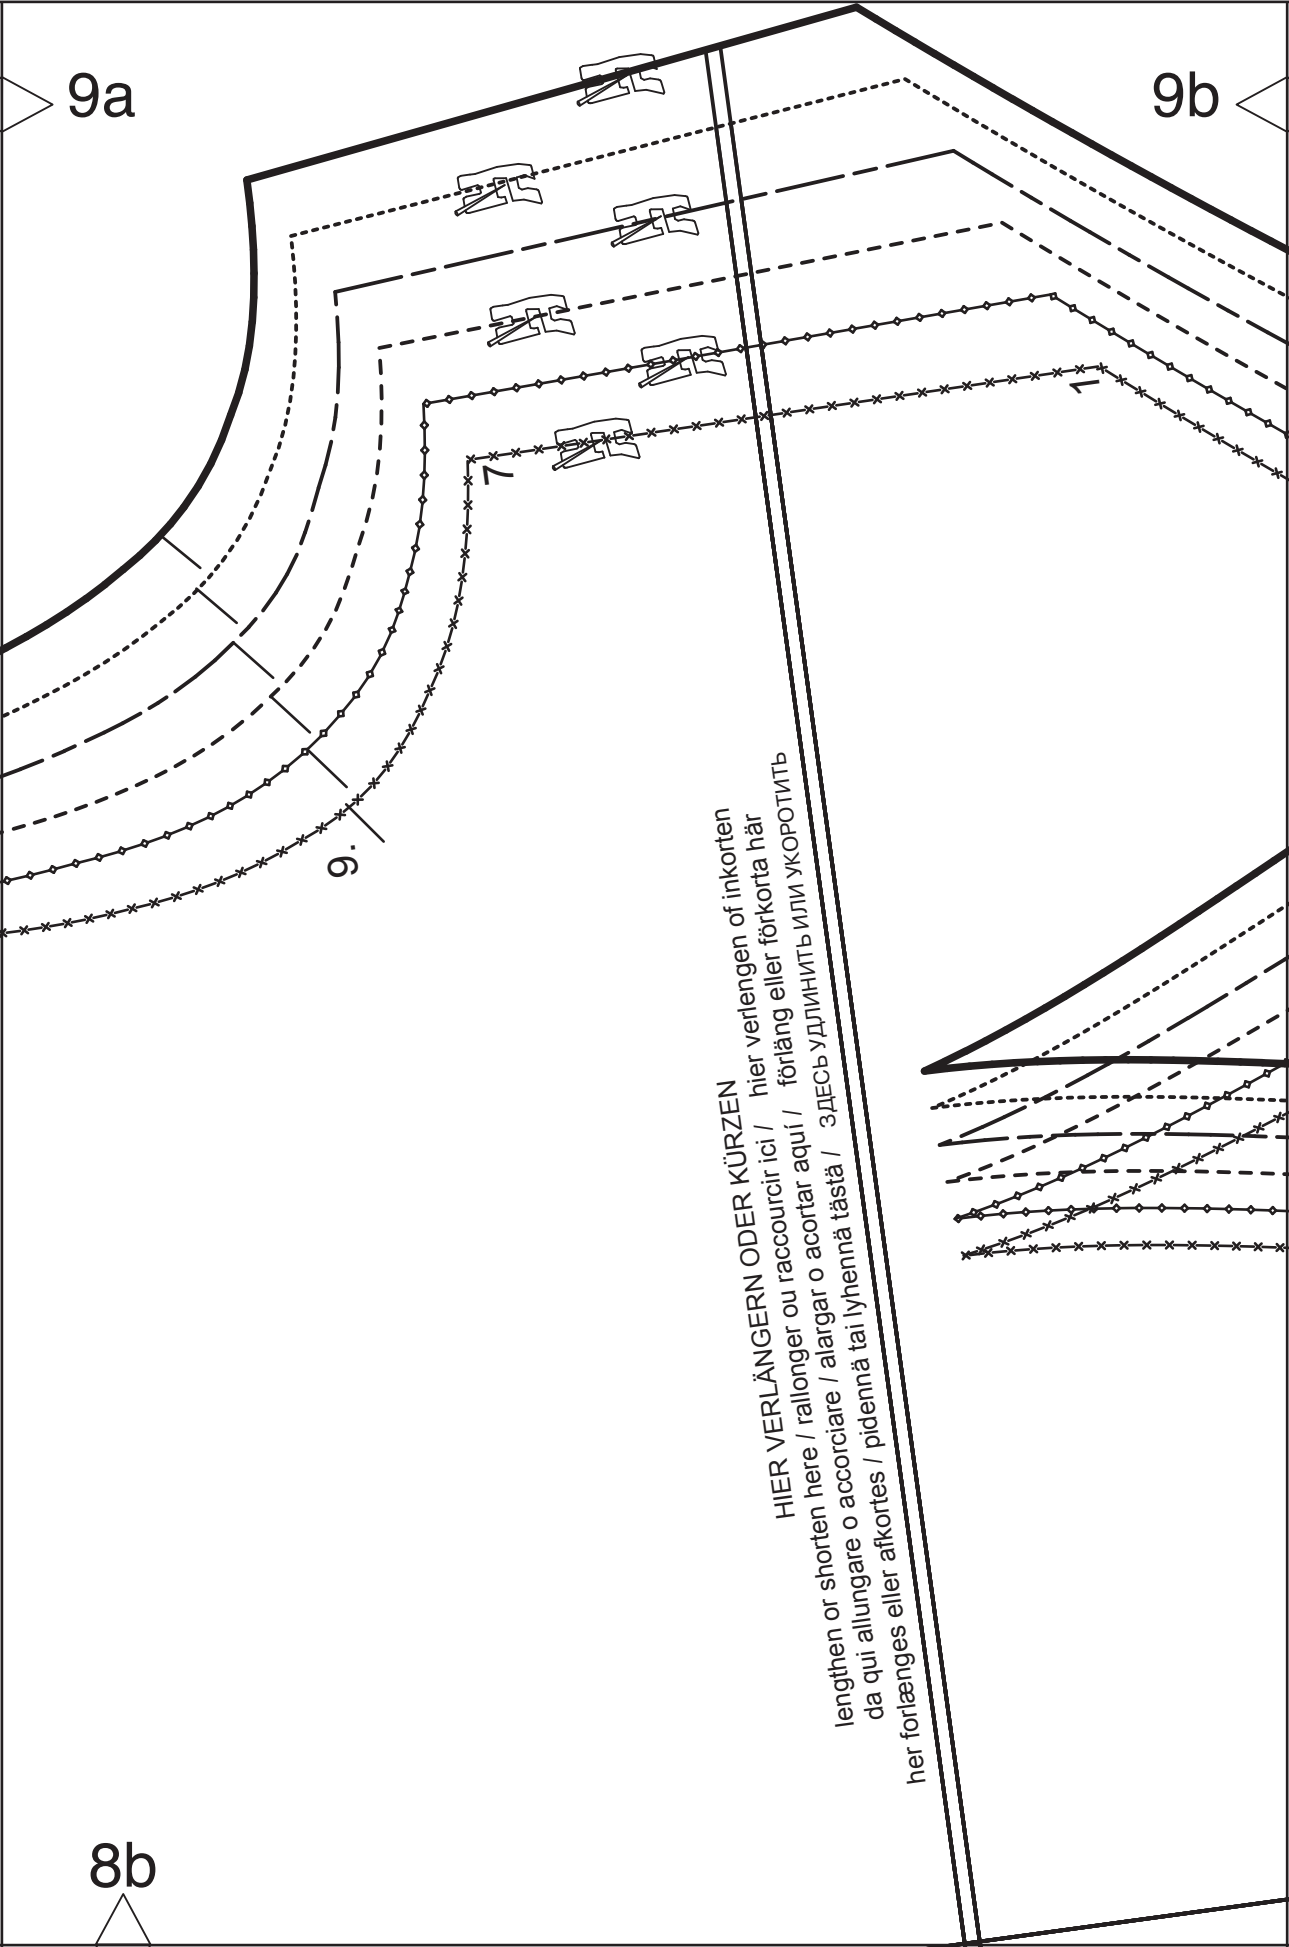 9a
9b
1
7
9.
HIER VERLÄNGERN ODER KÜRZEN
lengthen or shorten here / rallonger ou raccourcir ici / hier verlengen of inkorten
da qui allungare o accorciare / alargar o acortar aquí / förläng eller förkorta här
her forlænges eller afkortes / pidennä tai lyhennä tästä / ЗДЕСЬ УДЛИНИТЬ ИЛИ УКОРОТИТЬ
8b